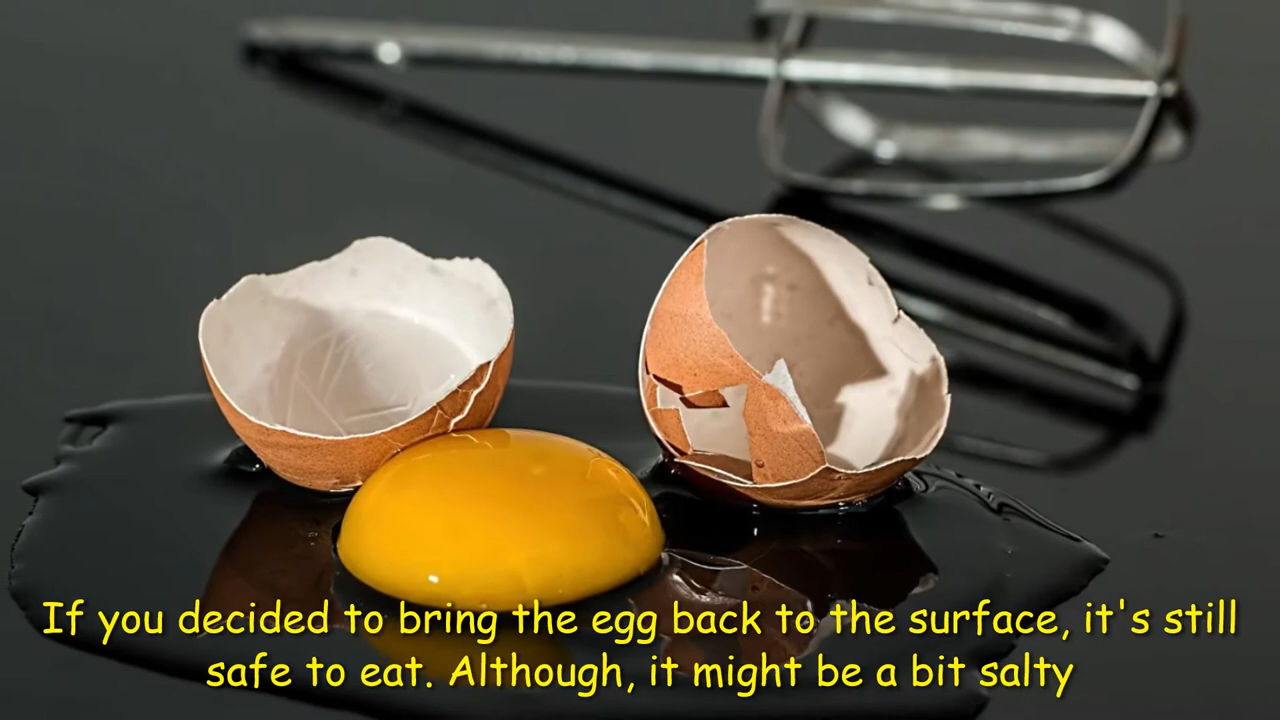 If you decided to bring the egg back to the surface, it's still
safe to eat. Although, it might be a bit salty